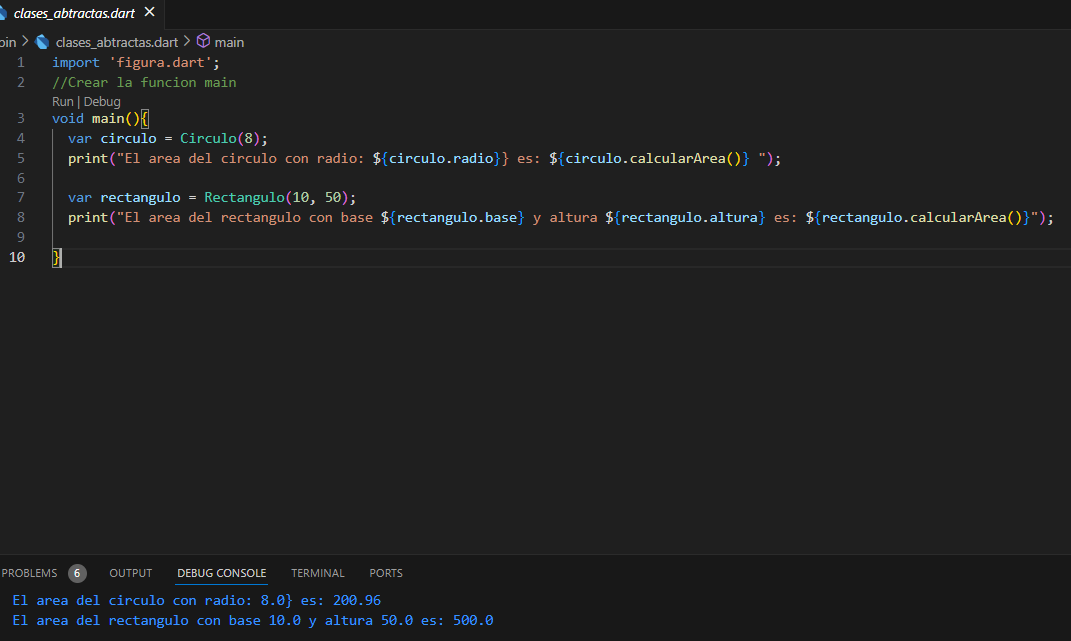 clases_abtractas.dart
bin > clases_abtractas.dart > main
1 import 'figura.dart';
2 //Crear la funcion main
Run | Debug
3 void main(){
4 var circulo = Circulo(8);
5 print("El area del circulo con radio: ${circulo.radio}} es: ${circulo.calcularArea()} ");
6
7 var rectangulo = Rectangulo(10, 50);
8 print("El area del rectangulo con base ${rectangulo.base} y altura ${rectangulo.altura} es: ${rectangulo.calcularArea()}");
9
10 }
PROBLEMS 6 OUTPUT DEBUG CONSOLE TERMINAL PORTS
El area del circulo con radio: 8.0} es: 200.96
El area del rectangulo con base 10.0 y altura 50.0 es: 500.0